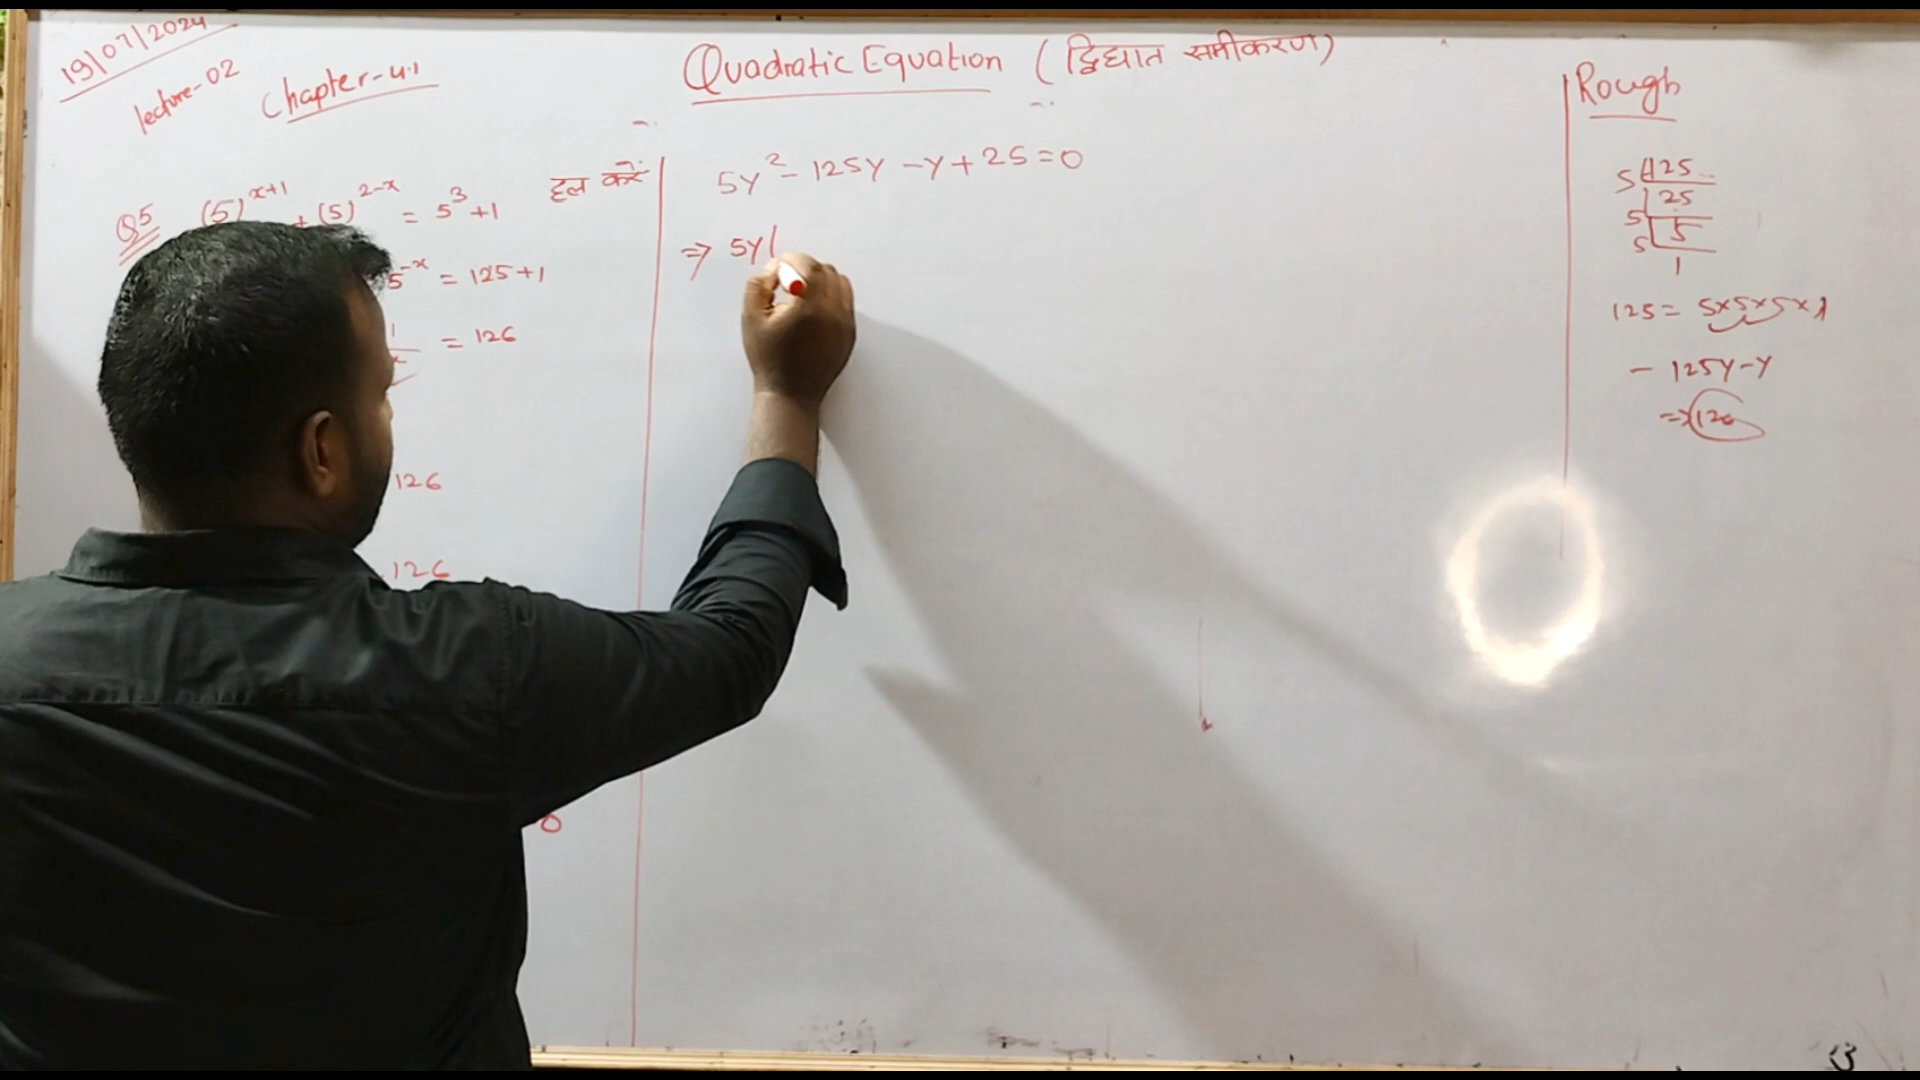 19/07/2024
lecture-02
Chapter-4.1
Quadratic Equation (द्विघात समीकरण)
Q5 (5)^{x+1} + (5)^{2-x} = 5^3 + 1 हल करें
5^{-x} = 125 + 1
1
x = 126
126
126
0
5y^2 - 125y - y + 25 = 0
⇒ 5y(
Rough
5 125
5 25
5 5
1
125 = 5×5×5×1
- 125y - y
⇒ 126